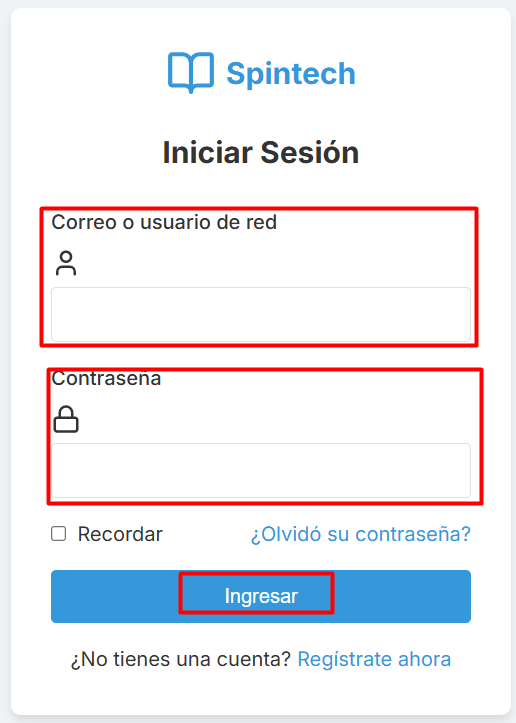 Spintech
Iniciar Sesión
Correo o usuario de red
Contraseña
Recordar ¿Olvidó su contraseña?
Ingresar
¿No tienes una cuenta? Regístrate ahora